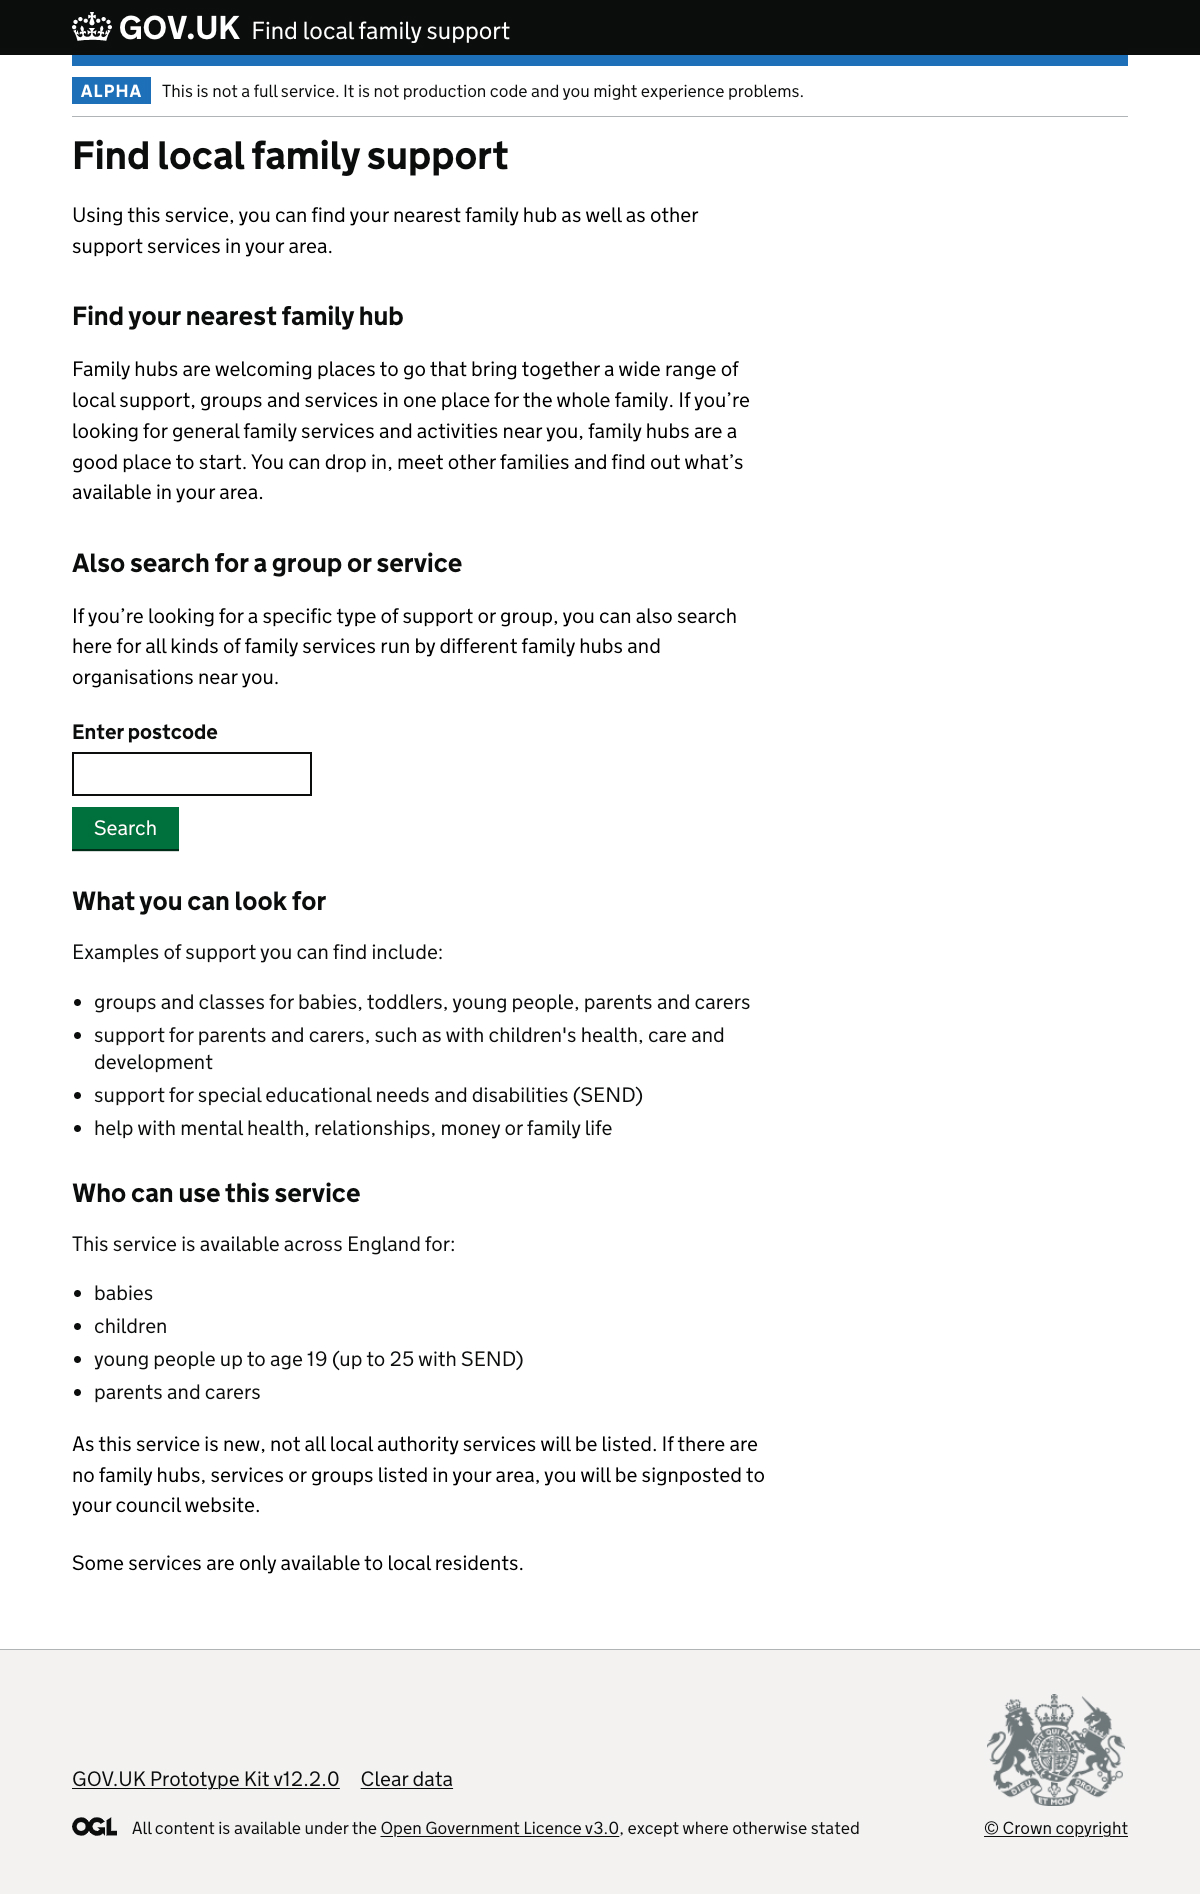 GOV.UK Find local family support
ALPHA This is not a full service. It is not production code and you might experience problems.
Find local family support
Using this service, you can find your nearest family hub as well as other
support services in your area.
Find your nearest family hub
Family hubs are welcoming places to go that bring together a wide range of
local support, groups and services in one place for the whole family. If you’re
looking for general family services and activities near you, family hubs are a
good place to start. You can drop in, meet other families and find out what’s
available in your area.
Also search for a group or service
If you’re looking for a specific type of support or group, you can also search
here for all kinds of family services run by different family hubs and
organisations near you.
Enter postcode
Search
What you can look for
Examples of support you can find include:
• groups and classes for babies, toddlers, young people, parents and carers
• support for parents and carers, such as with children's health, care and
development
• support for special educational needs and disabilities (SEND)
• help with mental health, relationships, money or family life
Who can use this service
This service is available across England for:
• babies
• children
• young people up to age 19 (up to 25 with SEND)
• parents and carers
As this service is new, not all local authority services will be listed. If there are
no family hubs, services or groups listed in your area, you will be signposted to
your council website.
Some services are only available to local residents.
GOV.UK Prototype Kit v12.2.0 Clear data
DIEU ET MON DROIT
OGL All content is available under the Open Government Licence v3.0, except where otherwise stated
© Crown copyright